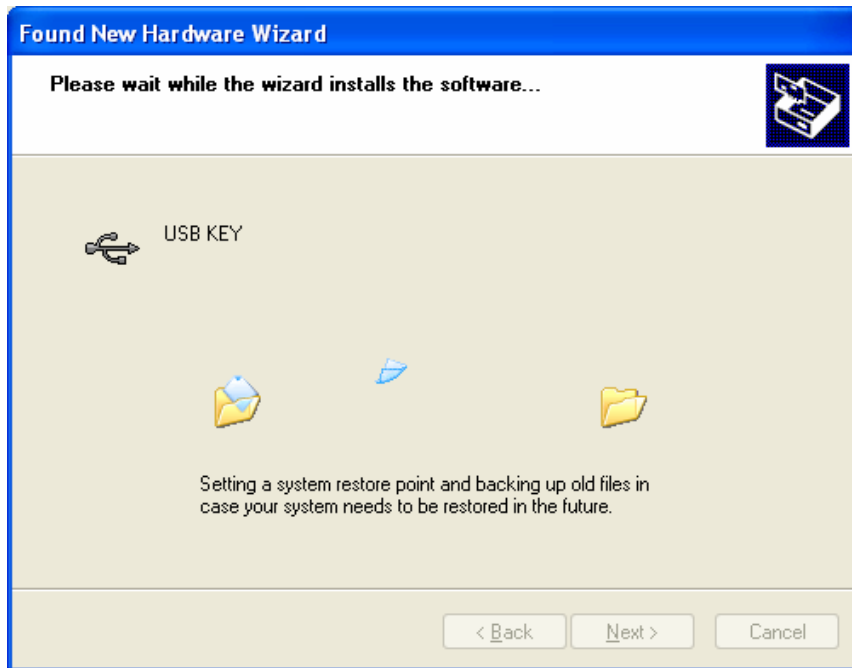 Found New Hardware Wizard
Please wait while the wizard installs the software...
USB KEY
Setting a system restore point and backing up old files in
case your system needs to be restored in the future.
< Back Next > Cancel